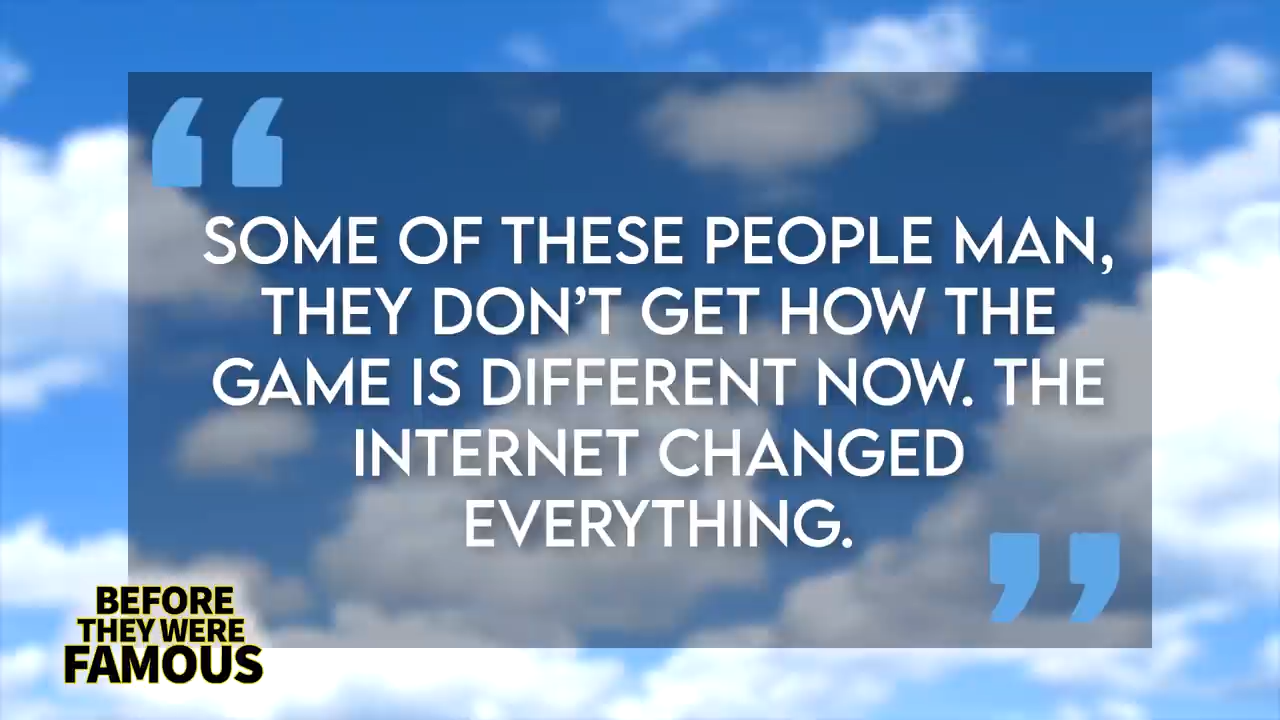 “
SOME OF THESE PEOPLE MAN,
THEY DON’T GET HOW THE
GAME IS DIFFERENT NOW. THE
INTERNET CHANGED
EVERYTHING.
”
BEFORE
THEY WERE
FAMOUS